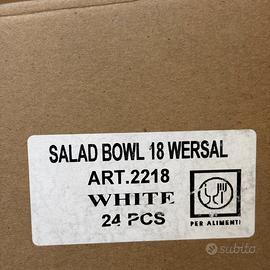 SALAD BOWL 18 WERSAL
ART.2218
WHITE
24 PCS
PER ALIMENTI
subito